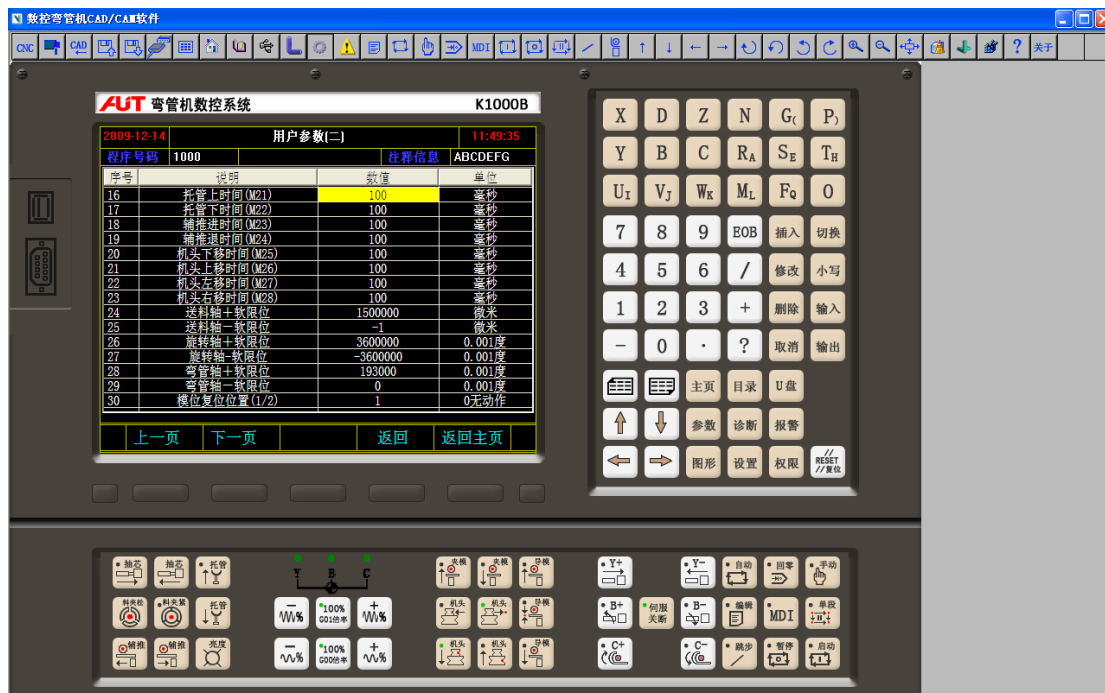 数控弯管机CAD/CAM软件
CNC CAD MDI ? 关于
FUT 弯管机数控系统 K1000B
2009-12-14 用户参数(二) 11:49:35
程序号码 1000 注释信息 ABCDEFG
序号 说明 数值 单位
16 托管上时间(M21) 100 毫秒
17 托管下时间(M22) 100 毫秒
18 辅推进时间(M23) 100 毫秒
19 辅推退时间(M24) 100 毫秒
20 机头下移时间(M25) 100 毫秒
21 机头上移时间(M26) 100 毫秒
22 机头左移时间(M27) 100 毫秒
23 机头右移时间(M28) 100 毫秒
24 送料轴＋软限位 1500000 微米
25 送料轴－软限位 -1 微米
26 旋转轴＋软限位 3600000 0.001度
27 旋转轴-软限位 -3600000 0.001度
28 弯管轴＋软限位 193000 0.001度
29 弯管轴－软限位 0 0.001度
30 模位复位位置(1/2) 1 0无动作
上一页 下一页 返回 返回主页
X D Z N G( P)
Y B C RA SE TH
UI VJ WK ML FQ O
7 8 9 EOB 插入 切换
4 5 6 / 修改 小写
1 2 3 + 删除 输入
- 0 · ? 取消 输出
主页 目录 U盘
参数 诊断 报警
图形 设置 权限 // RESET //复位
抽芯 抽芯 托管 Y B C 夹模 夹模 导模 Y+ Y- 自动 回零 手动
料夹松 料夹紧 托管 -%  100% G01倍率 +% 机头 机头 导模 B+ 伺服关断 B- 编辑 MDI 单段
辅推 辅推 亮度 -% 100% G00倍率 +% 机头 机头 导模 C+ C- 跳步 暂停 启动